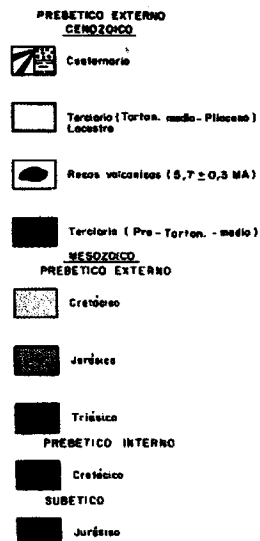 PREBETICO EXTERNO
CENOZOICO
Cuaternario
Terciario (Torton. medio - Plioceno)
Lacustre
Rocas volcanicas (5,7 ± 0,3 MA)
Terciario (Pre - Torton. - medio)
MESOZOICO
PREBETICO EXTERNO
Cretácico
Jurásico
Triásico
PREBETICO INTERNO
Cretácico
SUBETICO
Jurásico